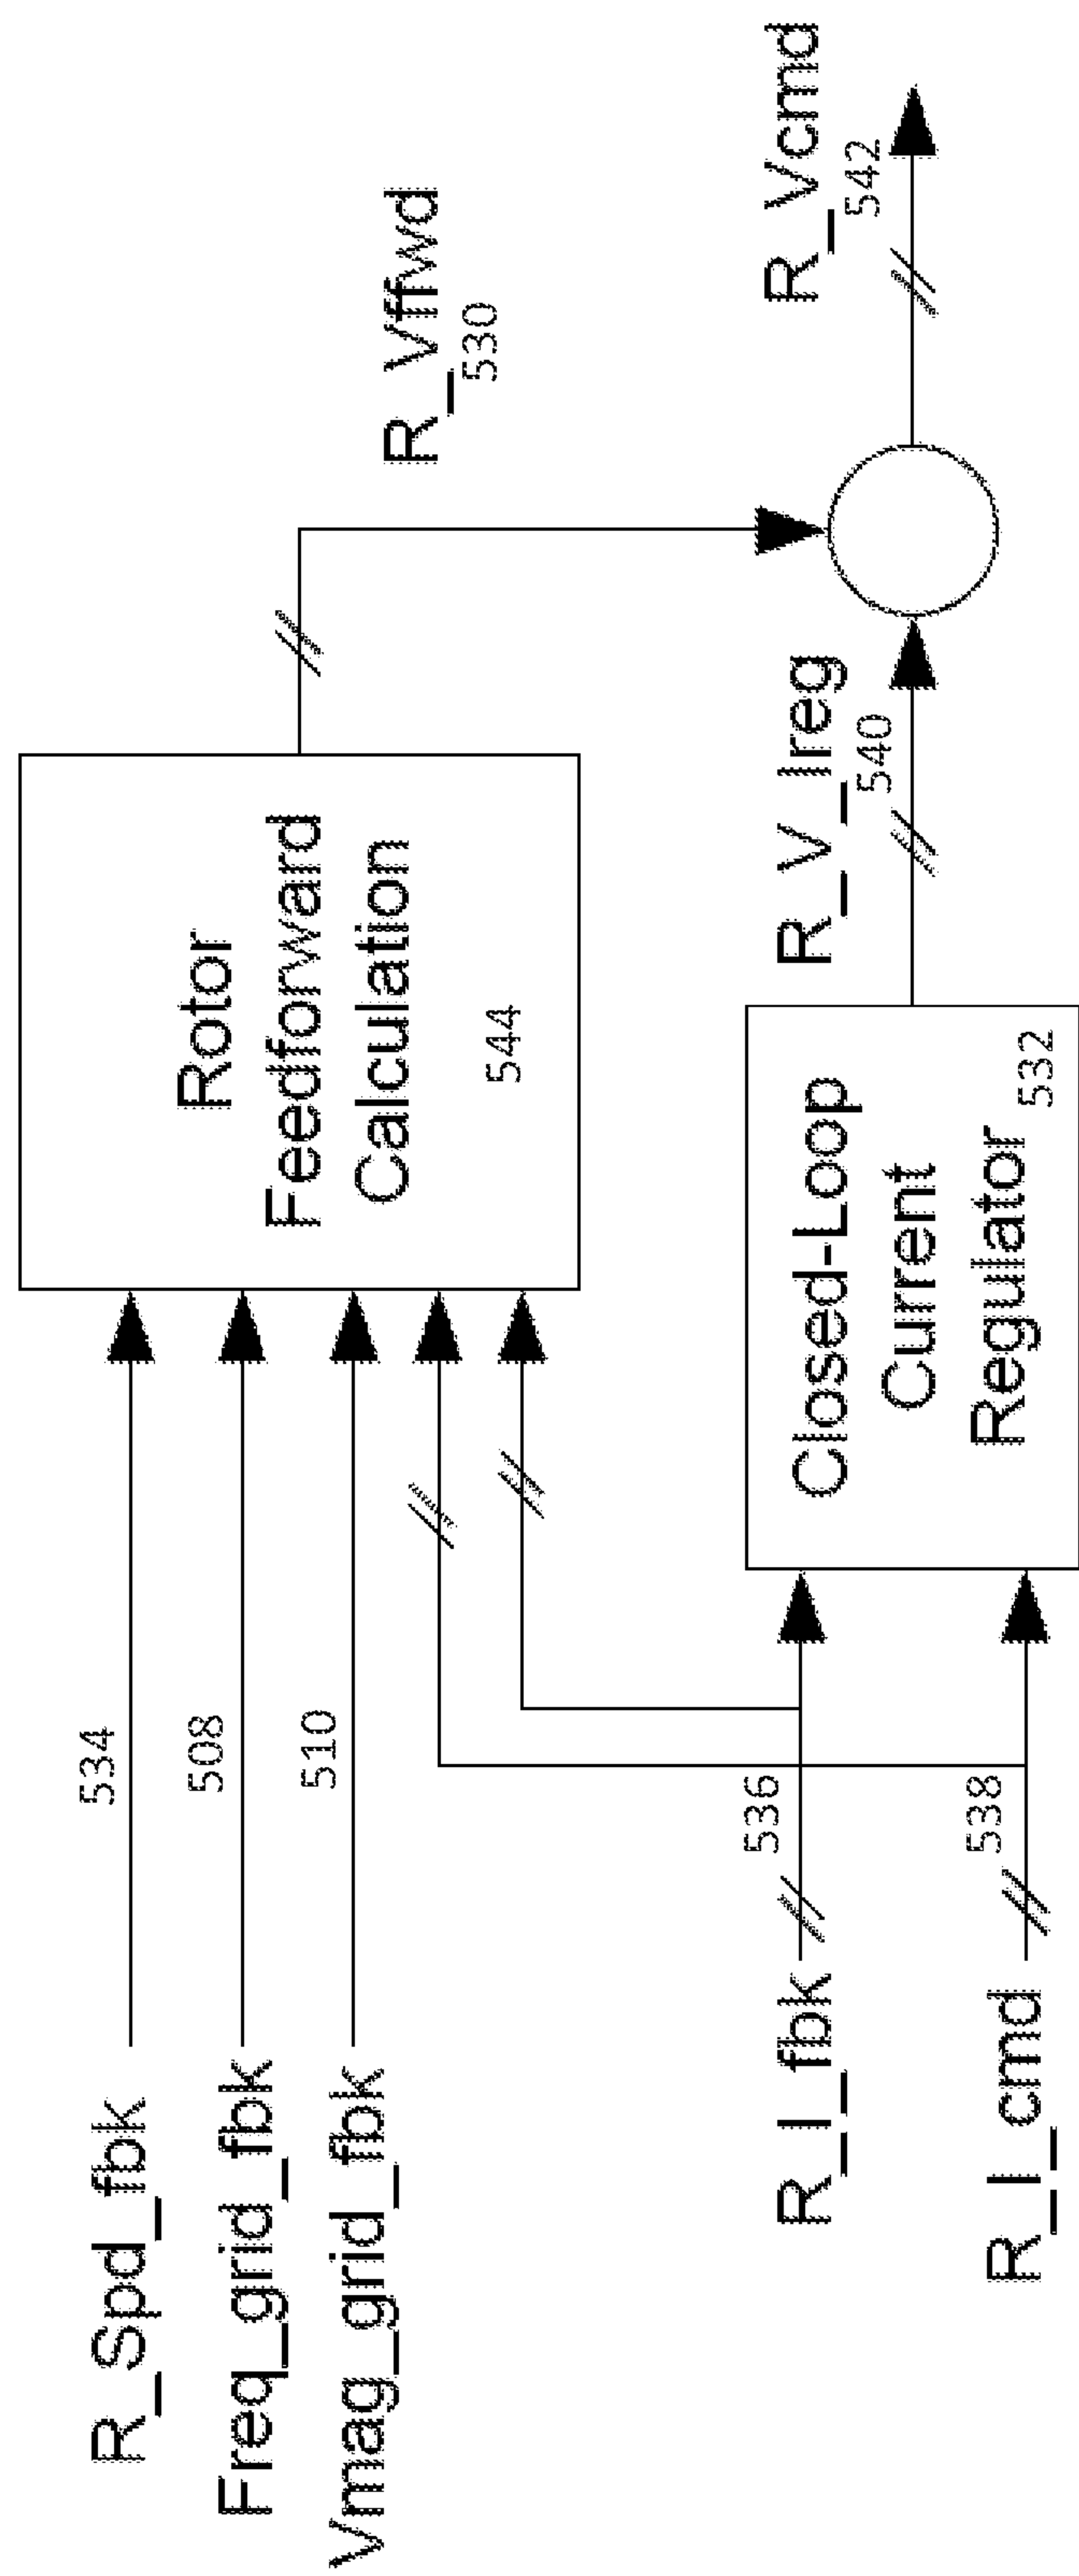 R_Spd_fbk
534
Freq_grid_fbk
508
Vmag_grid_fbk
510
Rotor
Feedforward
Calculation
544
R_Vffwd
530
R_I_fbk
536
R_I_cmd
538
Closed-Loop
Current
Regulator
532
R_V_Ireg
540
R_Vcmd
542